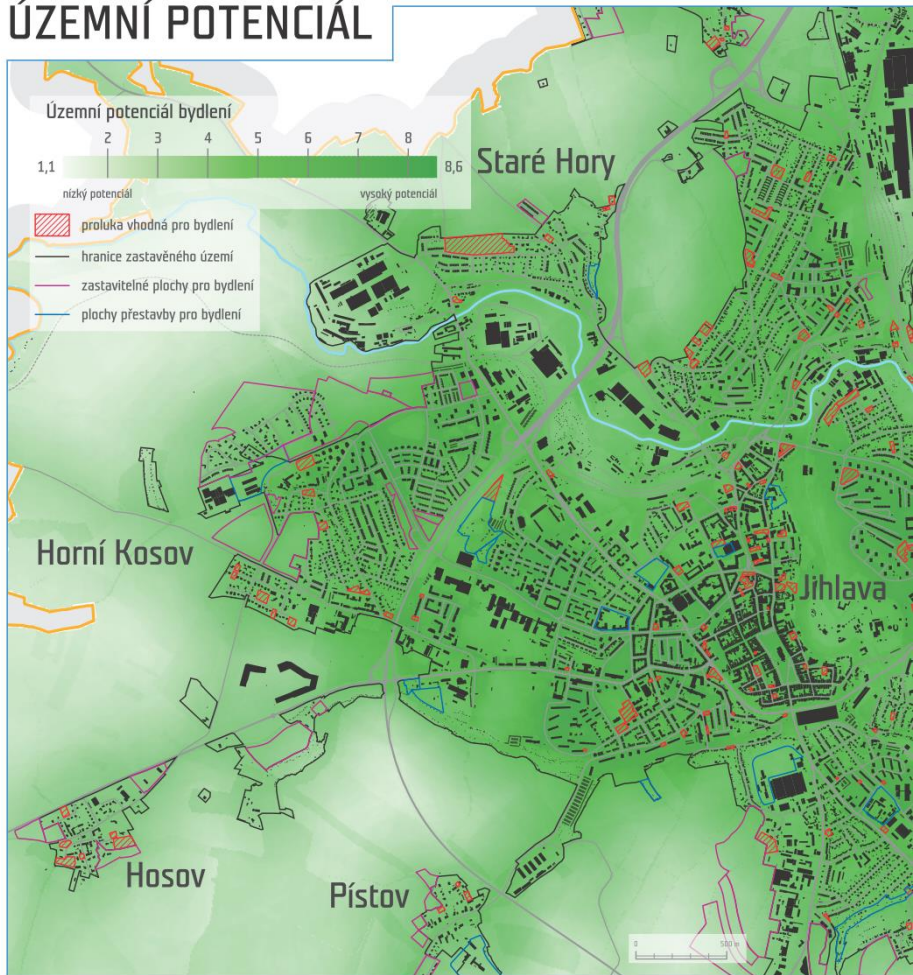 ÚZEMNÍ POTENCIÁL
Územní potenciál bydlení
2 3 4 5 6 7 8
1,1 8,6
nízký potenciál vysoký potenciál
proluka vhodná pro bydlení
hranice zastavěného území
zastavitelné plochy pro bydlení
plochy přestavby pro bydlení
Staré Hory
Horní Kosov
Jihlava
Hosov
Pístov
0 500 m